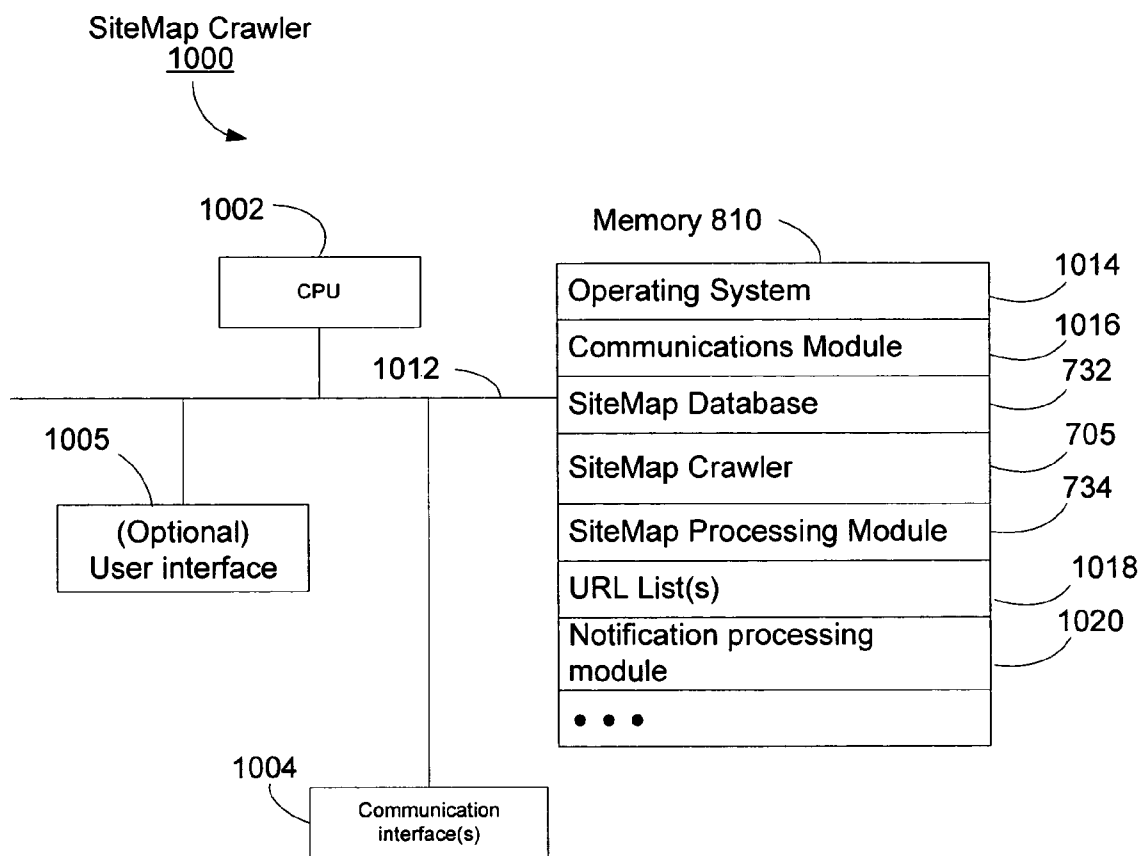 SiteMap Crawler
1000
1002
CPU
Memory 810
Operating System
1014
Communications Module
1016
1012
SiteMap Database
732
1005
SiteMap Crawler
705
(Optional)
User interface
SiteMap Processing Module
734
URL List(s)
1018
Notification processing
module
1020
• • •
1004
Communication
interface(s)